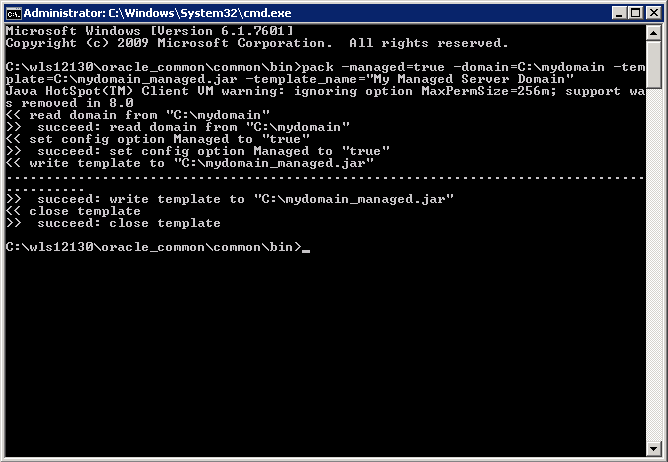 Administrator: C:\Windows\System32\cmd.exe
Microsoft Windows [Version 6.1.7601]
Copyright (c) 2009 Microsoft Corporation.  All rights reserved.
C:\wls12130\oracle_common\common\bin>pack -managed=true -domain=C:\mydomain -tem
plate=C:\mydomain_managed.jar -template_name="My Managed Server Domain"
Java HotSpot(TM) Client VM warning: ignoring option MaxPermSize=256m; support wa
s removed in 8.0
<< read domain from "C:\mydomain"
>>  succeed: read domain from "C:\mydomain"
<< set config option Managed to "true"
>>  succeed: set config option Managed to "true"
<< write template to "C:\mydomain_managed.jar"
................................................................................
..........
>>  succeed: write template to "C:\mydomain_managed.jar"
<< close template
>>  succeed: close template
C:\wls12130\oracle_common\common\bin>_